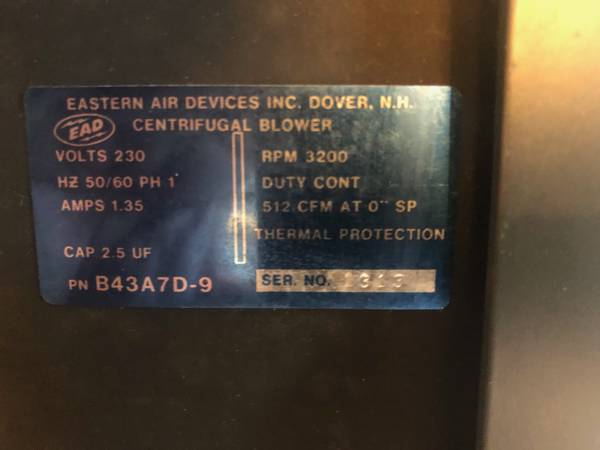 EASTERN AIR DEVICES INC. DOVER, N.H.
EAD CENTRIFUGAL BLOWER
VOLTS 230
HZ 50/60 PH 1
AMPS 1.35
CAP 2.5 UF
PN B43A7D-9
RPM 3200
DUTY CONT
512 CFM AT 0" SP
THERMAL PROTECTION
SER. NO. 1313